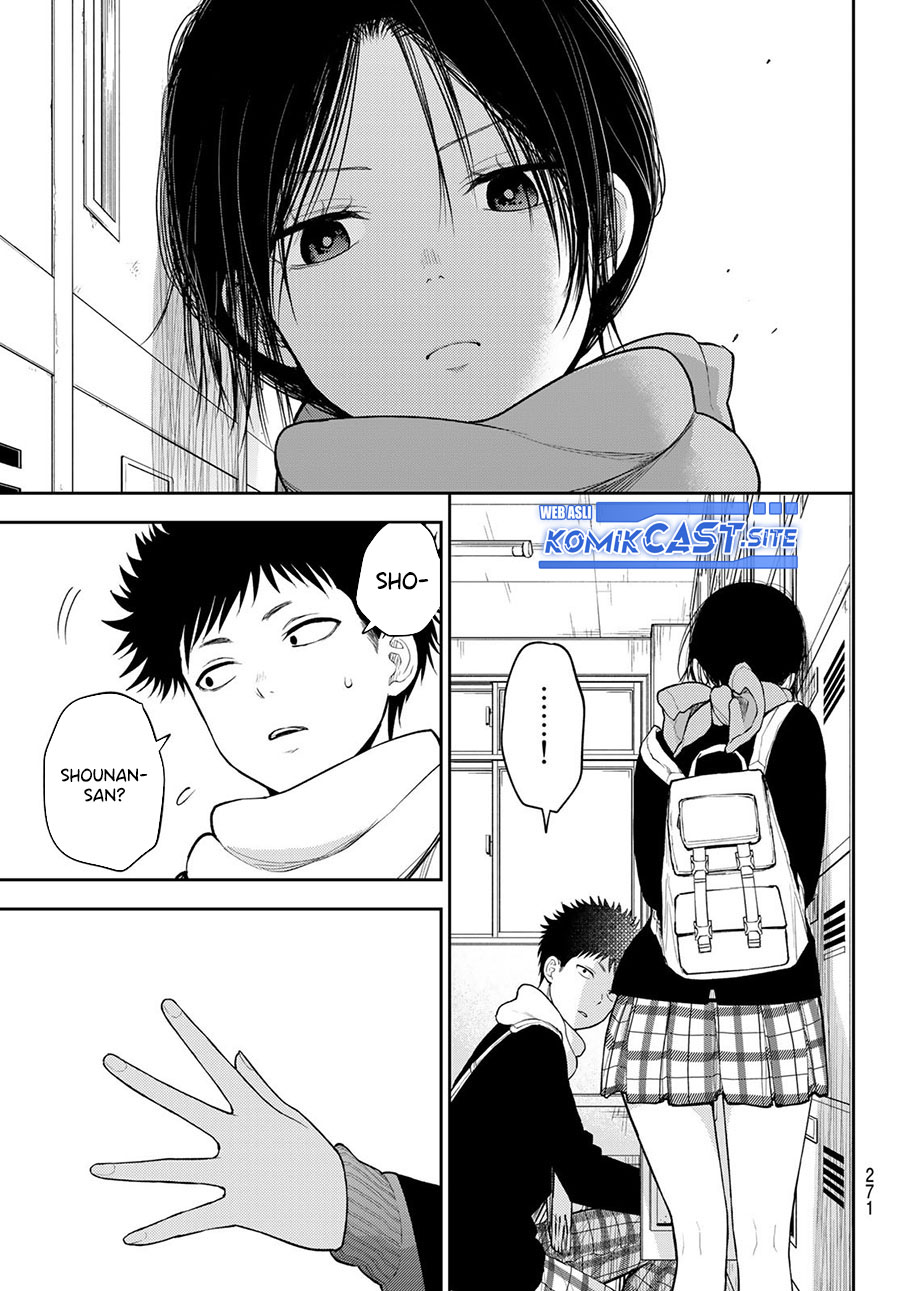 WEB ASLI
KOMIKCAST.SITE
........!
SHO-
SHOUNAN-
SAN?
271